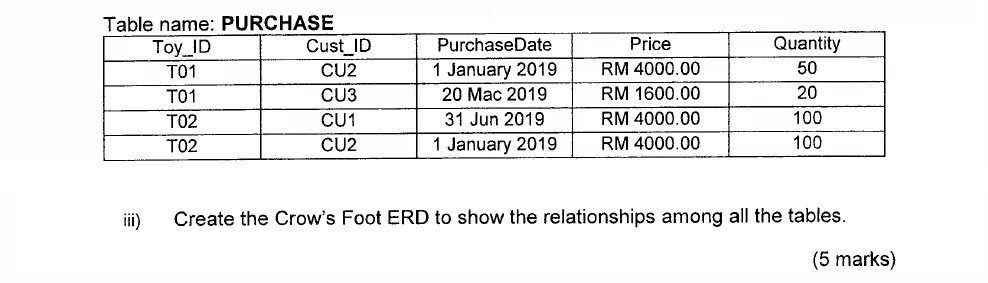 Table name: PURCHASE
Toy_ID Cust_ID PurchaseDate Price Quantity
T01 CU2 1 January 2019 RM 4000.00 50
T01 CU3 20 Mac 2019 RM 1600.00 20
T02 CU1 31 Jun 2019 RM 4000.00 100
T02 CU2 1 January 2019 RM 4000.00 100
iii) Create the Crow's Foot ERD to show the relationships among all the tables.
(5 marks)